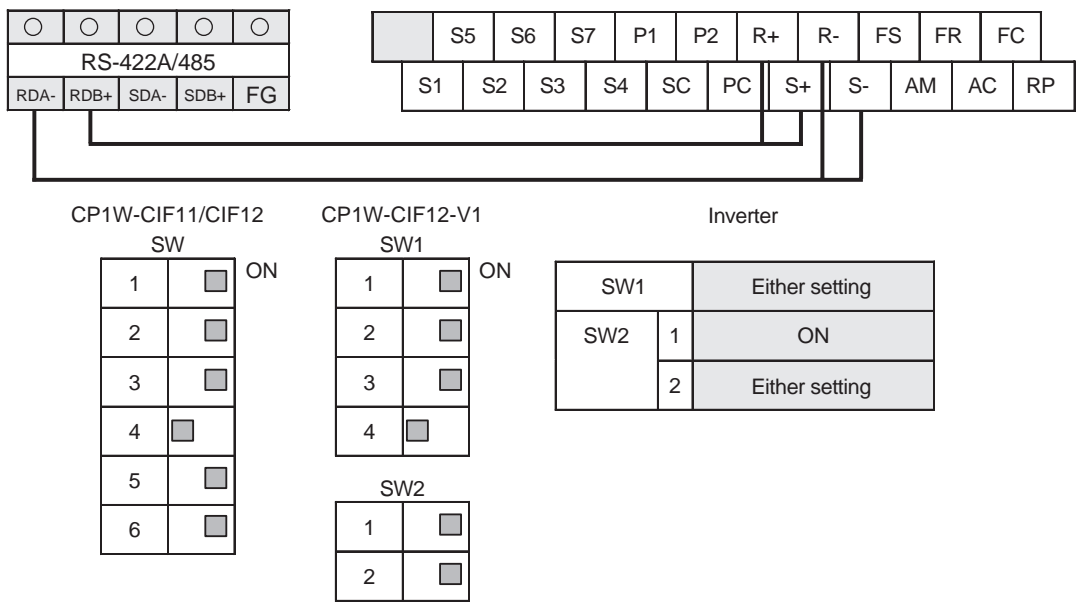 RS-422A/485
RDA- RDB+ SDA- SDB+ FG
S5 S6 S7 P1 P2 R+ R- FS FR FC
S1 S2 S3 S4 SC PC S+ S- AM AC RP
CP1W-CIF11/CIF12
SW
ON
1
2
3
4
5
6
CP1W-CIF12-V1
SW1
ON
1
2
3
4
SW2
1
2
Inverter
SW1 Either setting
SW2 1 ON
2 Either setting